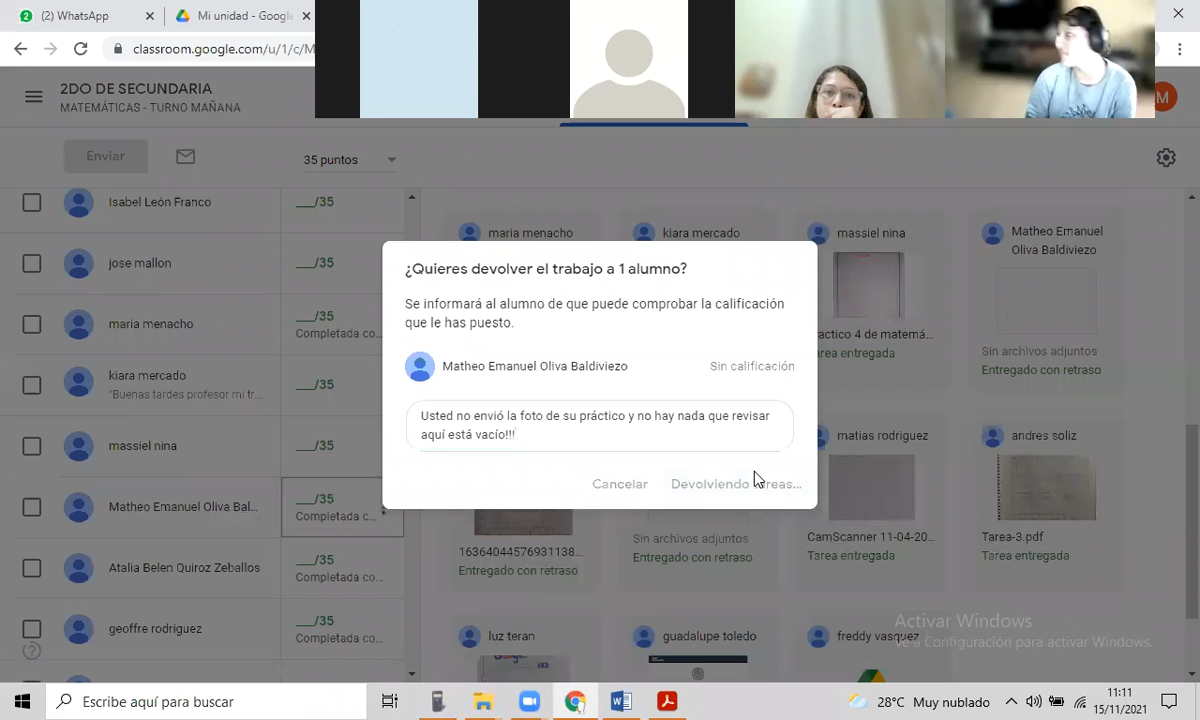 (2) WhatsApp
Mi unidad - Google
classroom.google.com/u/1/c/M
2DO DE SECUNDARIA
MATEMÁTICAS - TURNO MAÑANA
M
Enviar
35 puntos
Isabel León Franco
___/35
jose mallon
___/35
maria menacho
___/35
Completada co...
kiara mercado
"Buenas tardes profesor mi tr...
___/35
massiel nina
___/35
Matheo Emanuel Oliva Bal...
___/35
Completada c...
Atalia Belen Quiroz Zeballos
___/35
Completada co...
geoffre rodriguez
___/35
Completada co...
maria menacho
kiara mercado
massiel nina
Matheo Emanuel
Oliva Baldiviezo
ractico 4 de matemá...
area entregada
Sin archivos adjuntos
Entregado con retraso
¿Quieres devolver el trabajo a 1 alumno?
Se informará al alumno de que puede comprobar la calificación
que le has puesto.
Matheo Emanuel Oliva Baldiviezo
Sin calificación
Usted no envió la foto de su práctico y no hay nada que revisar
aquí está vacío!!!
Cancelar
Devolviendo
matias rodriguez
andres soliz
16364044576931138...
Entregado con retraso
Sin archivos adjuntos
Entregado con retraso
CamScanner 11-04-20...
Tarea entregada
Tarea-3.pdf
Tarea entregada
luz teran
guadalupe toledo
freddy vasquez
Activar Windows
Ve a Configuración para activar Windows.
Escribe aquí para buscar
28°C Muy nublado
11:11
15/11/2021